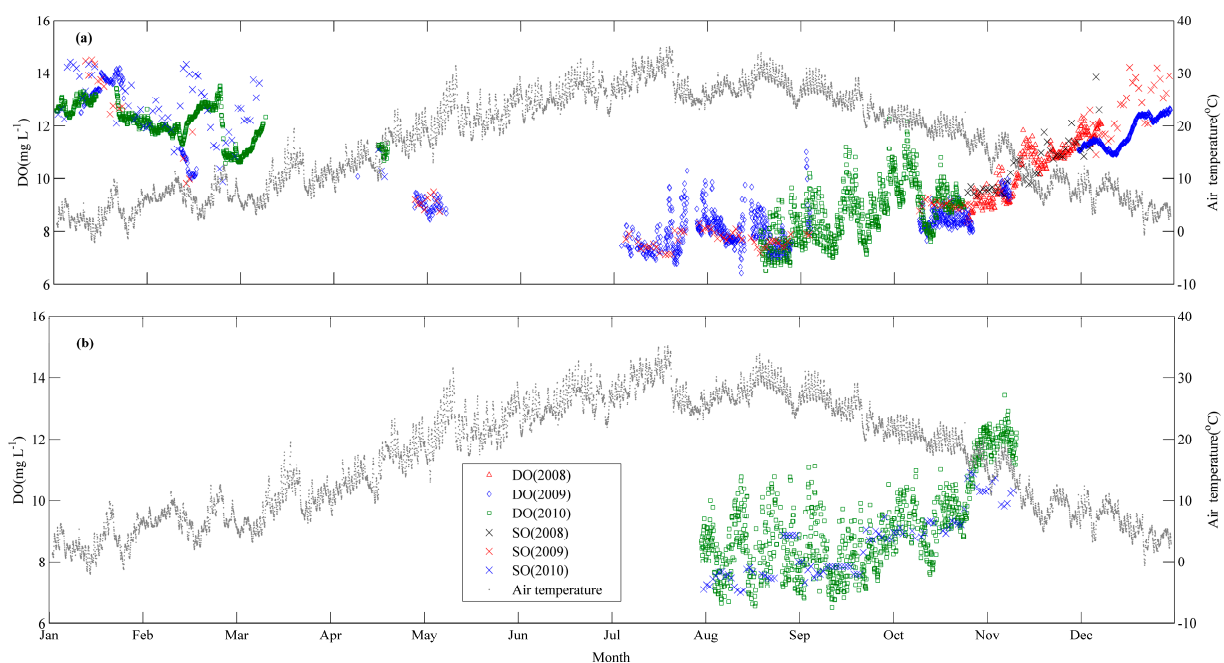 (a)
16
14
12
10
8
6
DO(mg L-1)
40
30
20
10
0
-10
Air temperature(oC)
(b)
16
14
12
10
8
6
DO(mg L-1)
40
30
20
10
0
-10
Air temperature(oC)
DO(2008)
DO(2009)
DO(2010)
SO(2008)
SO(2009)
SO(2010)
Air temperature
Jan Feb Mar Apr May Jun Jul Aug Sep Oct Nov Dec
Month